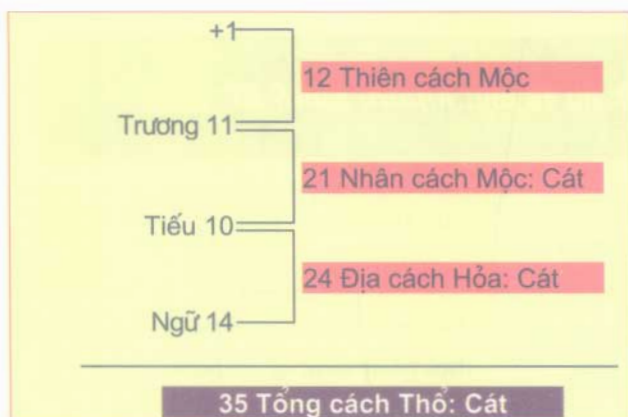 +1
12 Thiên cách Mộc
Trương 11
21 Nhân cách Mộc: Cát
Tiếu 10
24 Địa cách Hỏa: Cát
Ngữ 14
35 Tổng cách Thổ: Cát